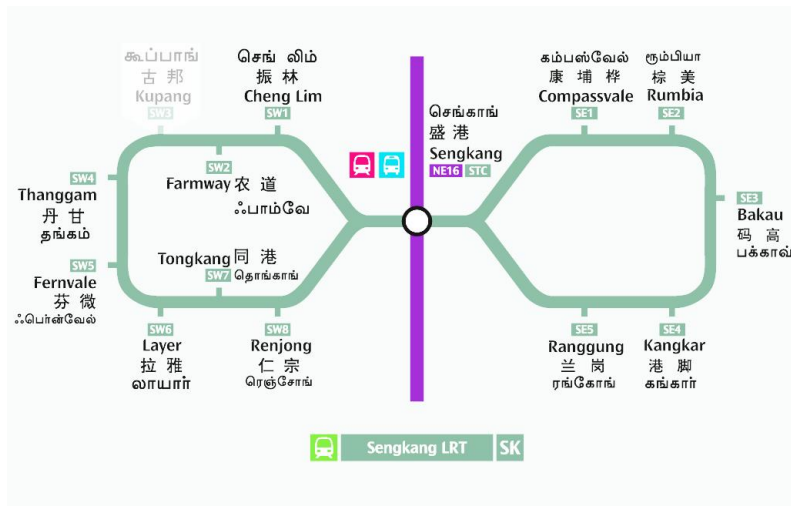 கூப்பாங்
古 邦
Kupang
SW3
செங் லிம்
振 林
Cheng Lim
SW1
SW2
Farmway 农 道
ஃபாம்வே
SW4
Thanggam
丹 甘
தங்கம்
SW5
Fernvale
芬 微
ஃபெர்ன்வேல்
Tongkang 同 港
SW7 தொங்காங்
SW6
Layer
拉 雅
லாயார்
SW8
Renjong
仁 宗
ரெஞ்சோங்
செங்காங்
盛 港
Sengkang
NE16 STC
கம்பஸ்வேல்
康 埔 桦
Compassvale
SE1
ரூம்பியா
棕 美
Rumbia
SE2
SE3
Bakau
码 高
பக்காவ்
SE5
Ranggung
兰 岗
ரங்கோங்
SE4
Kangkar
港 脚
கங்கார்
Sengkang LRT SK